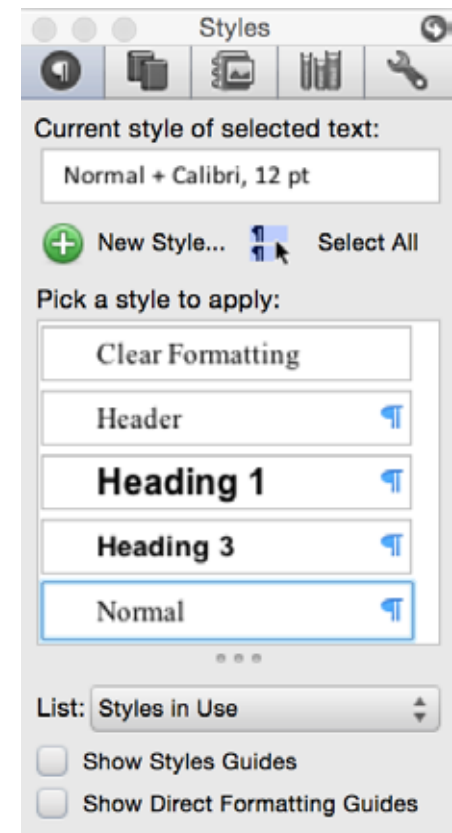 Styles
Current style of selected text:
Normal + Calibri, 12 pt
New Style... Select All
Pick a style to apply:
Clear Formatting
Header ¶
Heading 1 ¶
Heading 3 ¶
Normal ¶
List: Styles in Use
Show Styles Guides
Show Direct Formatting Guides